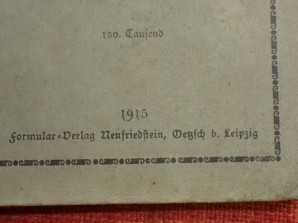 150. Tausend
1915
Formular-Verlag Neufriedstein, Oetzsch b. Leipzig